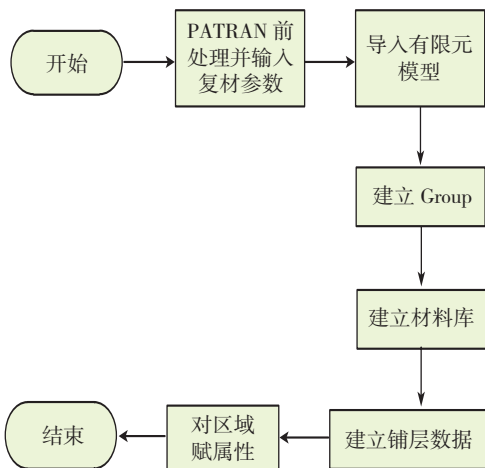 开始
PATRAN 前
处理并输入
复材参数
导入有限元
模型
建立 Group
建立材料库
建立铺层数据
对区域
赋属性
结束